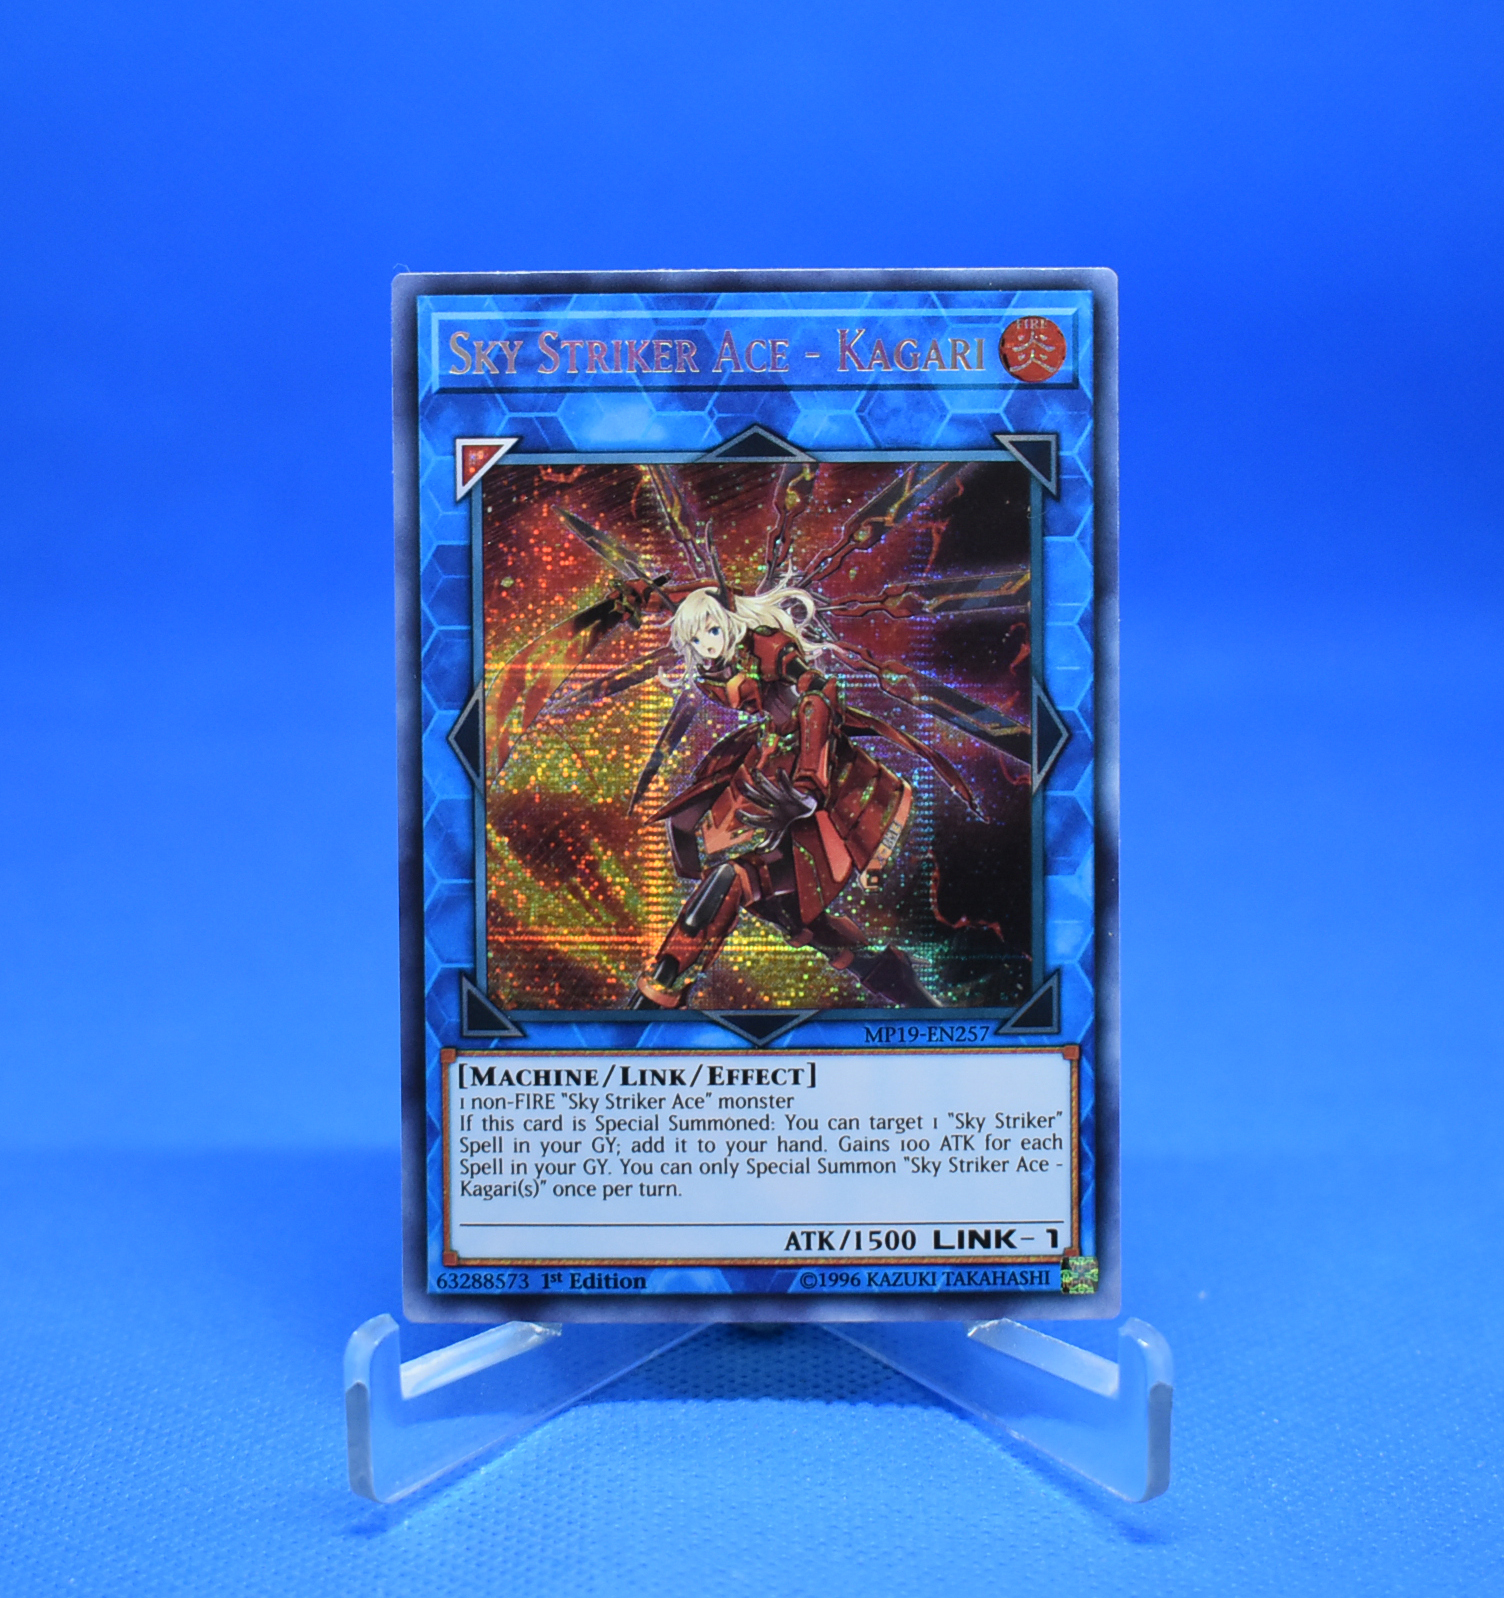 SKY STRIKER ACE - KAGARI
FIRE
炎
MP19-EN257
[MACHINE/LINK/EFFECT]
1 non-FIRE "Sky Striker Ace" monster
If this card is Special Summoned: You can target 1 "Sky Striker"
Spell in your GY; add it to your hand. Gains 100 ATK for each
Spell in your GY. You can only Special Summon "Sky Striker Ace -
Kagari(s)" once per turn.
ATK/1500 LINK-1
63288573 1st Edition ©1996 KAZUKI TAKAHASHI